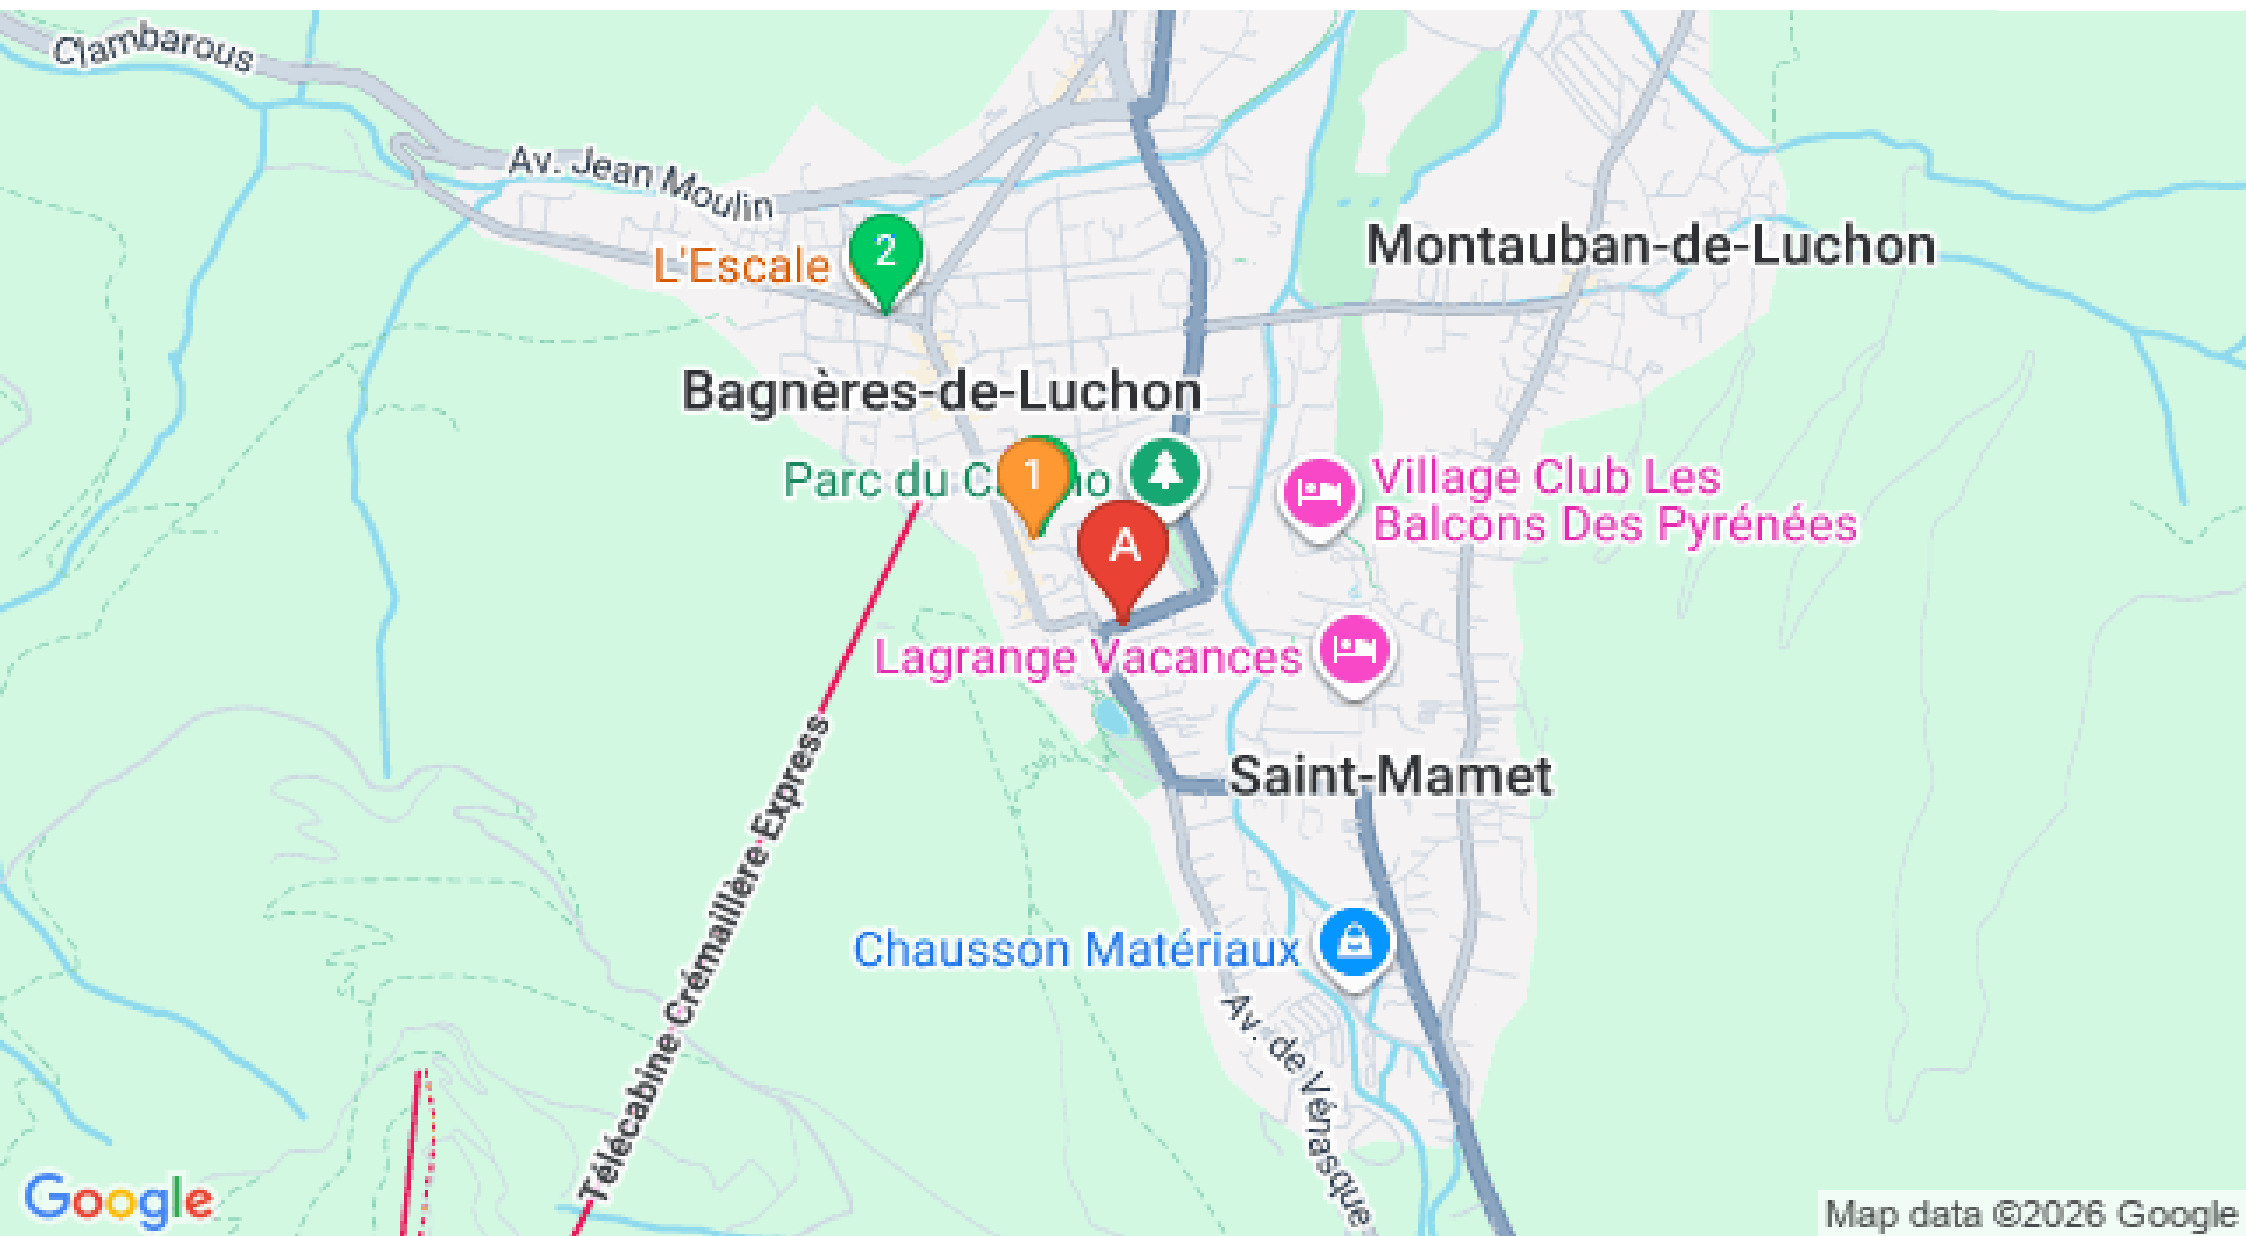 Clambarous
Av. Jean Moulin
2
L'Escale
Montauban-de-Luchon
Bagnères-de-Luchon
1
Parc du C
no
Village Club Les
Balcons Des Pyrénées
A
Lagrange Vacances
Saint-Mamet
Télécabine Crémaillère Express
Chausson Matériaux
Av. de Vénasque
Google
Map data ©2026 Google